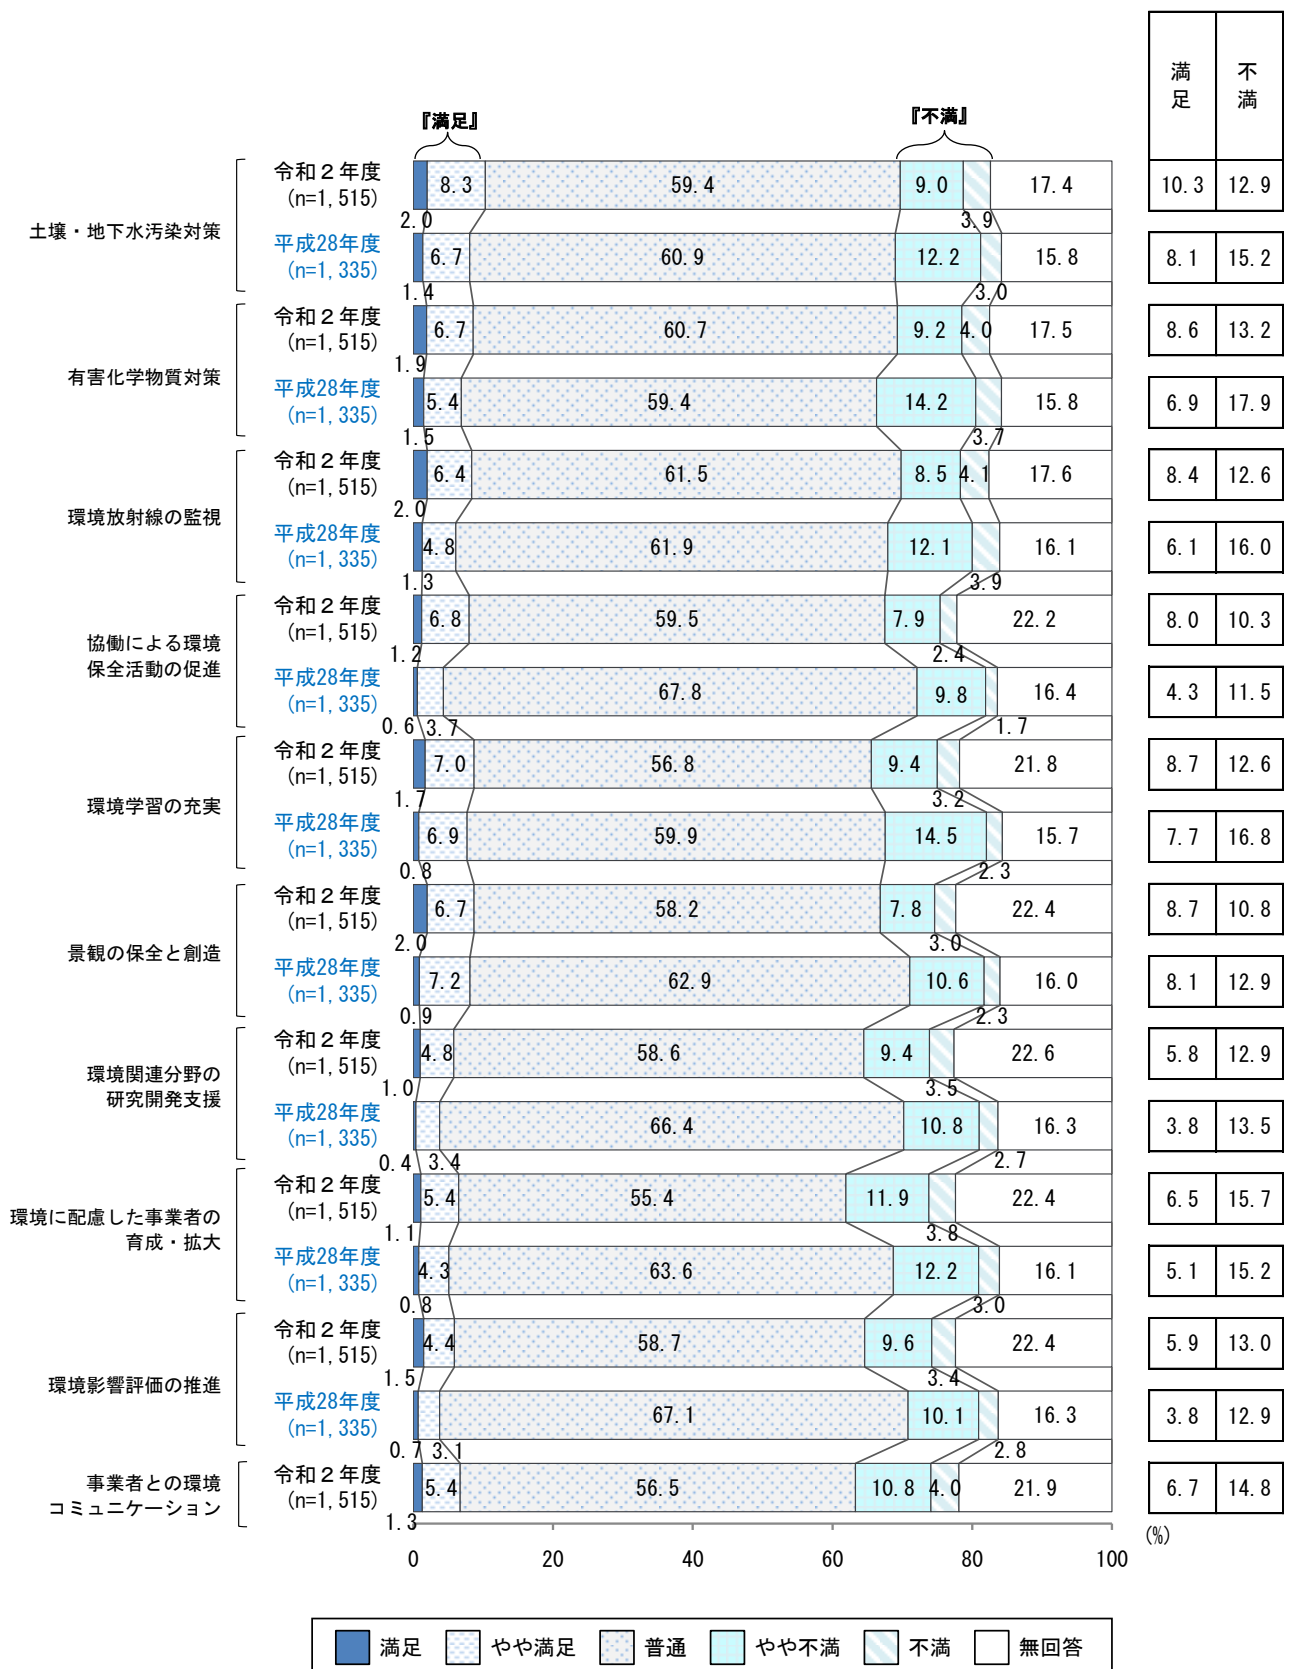 満足 不満
『満足』 『不満』
土壌・地下水汚染対策
令和２年度
(n=1,515)
2.0 8.3 59.4 9.0 3.9 17.4 10.3 12.9
平成28年度
(n=1,335)
1.4 6.7 60.9 12.2 3.0 15.8 8.1 15.2
有害化学物質対策
令和２年度
(n=1,515)
1.9 6.7 60.7 9.2 4.0 17.5 8.6 13.2
平成28年度
(n=1,335)
1.5 5.4 59.4 14.2 3.7 15.8 6.9 17.9
環境放射線の監視
令和２年度
(n=1,515)
2.0 6.4 61.5 8.5 4.1 17.6 8.4 12.6
平成28年度
(n=1,335)
1.3 4.8 61.9 12.1 3.9 16.1 6.1 16.0
協働による環境
保全活動の促進
令和２年度
(n=1,515)
1.2 6.8 59.5 7.9 2.4 22.2 8.0 10.3
平成28年度
(n=1,335)
0.6 3.7 67.8 9.8 1.7 16.4 4.3 11.5
環境学習の充実
令和２年度
(n=1,515)
1.7 7.0 56.8 9.4 3.2 21.8 8.7 12.6
平成28年度
(n=1,335)
0.8 6.9 59.9 14.5 2.3 15.7 7.7 16.8
景観の保全と創造
令和２年度
(n=1,515)
2.0 6.7 58.2 7.8 3.0 22.4 8.7 10.8
平成28年度
(n=1,335)
0.9 7.2 62.9 10.6 2.3 16.0 8.1 12.9
環境関連分野の
研究開発支援
令和２年度
(n=1,515)
1.0 4.8 58.6 9.4 3.5 22.6 5.8 12.9
平成28年度
(n=1,335)
0.4 3.4 66.4 10.8 2.7 16.3 3.8 13.5
環境に配慮した事業者の
育成・拡大
令和２年度
(n=1,515)
1.1 5.4 55.4 11.9 3.8 22.4 6.5 15.7
平成28年度
(n=1,335)
0.8 4.3 63.6 12.2 3.0 16.1 5.1 15.2
環境影響評価の推進
令和２年度
(n=1,515)
1.5 4.4 58.7 9.6 3.4 22.4 5.9 13.0
平成28年度
(n=1,335)
0.7 3.1 67.1 10.1 2.8 16.3 3.8 12.9
事業者との環境
コミュニケーション
令和２年度
(n=1,515)
1.3 5.4 56.5 10.8 4.0 21.9 6.7 14.8
(%)
0 20 40 60 80 100
満足 やや満足 普通 やや不満 不満 無回答